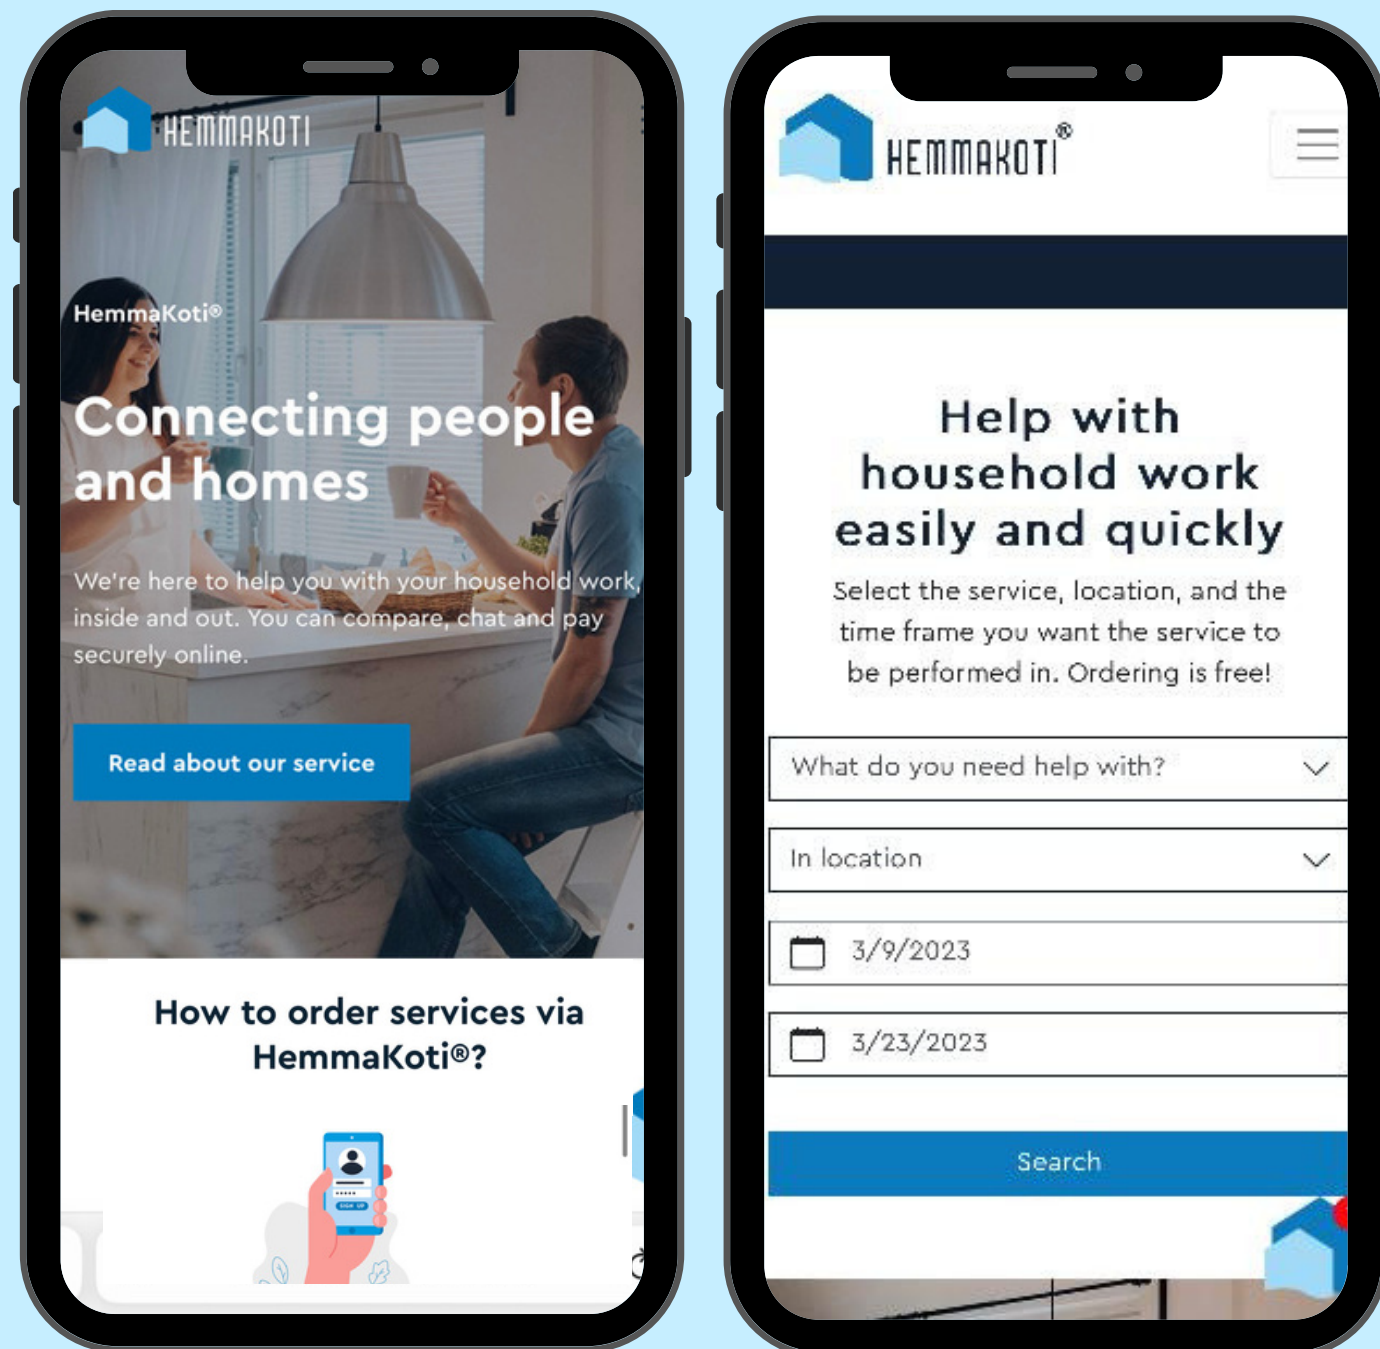 HEMMAKOTI
HemmaKoti®
Connecting people
and homes
We're here to help you with your household work,
inside and out. You can compare, chat and pay
securely online.
Read about our service
How to order services via
HemmaKoti®?
SIGN UP
HEMMAKOTI®
Help with
household work
easily and quickly
Select the service, location, and the
time frame you want the service to
be performed in. Ordering is free!
What do you need help with?
In location
3/9/2023
3/23/2023
Search